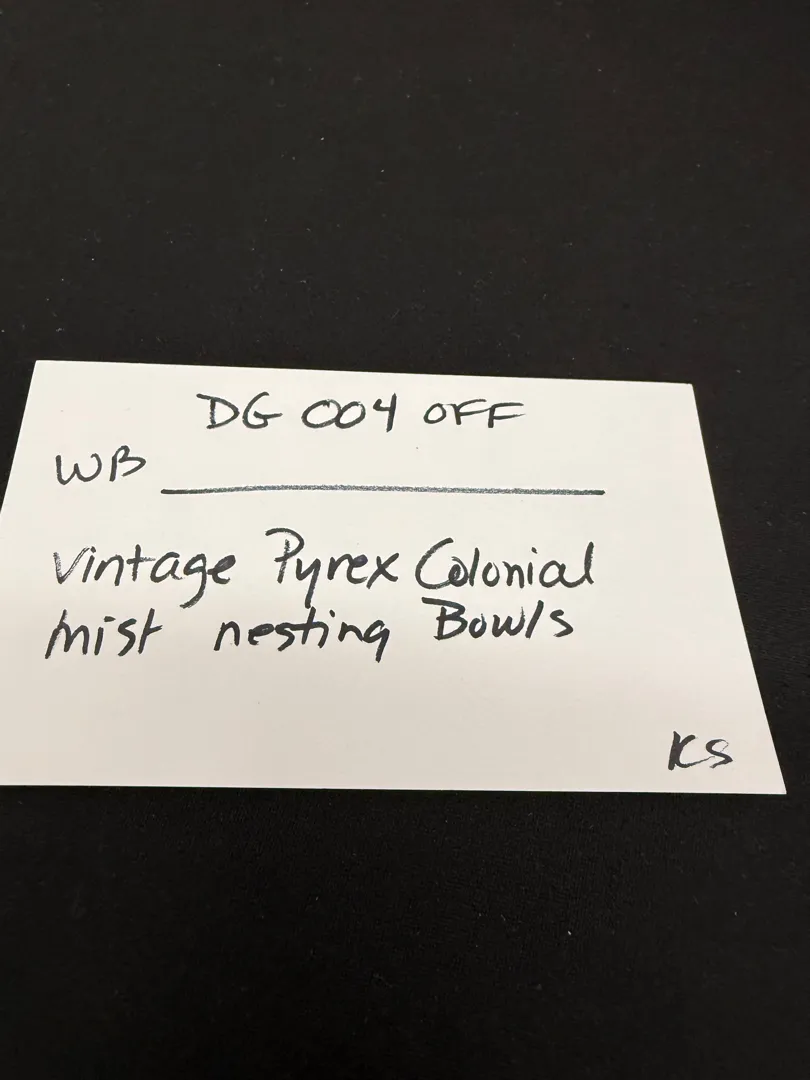 DG 004 OFF
WB
Vintage Pyrex Colonial
mist nesting Bowls
KS